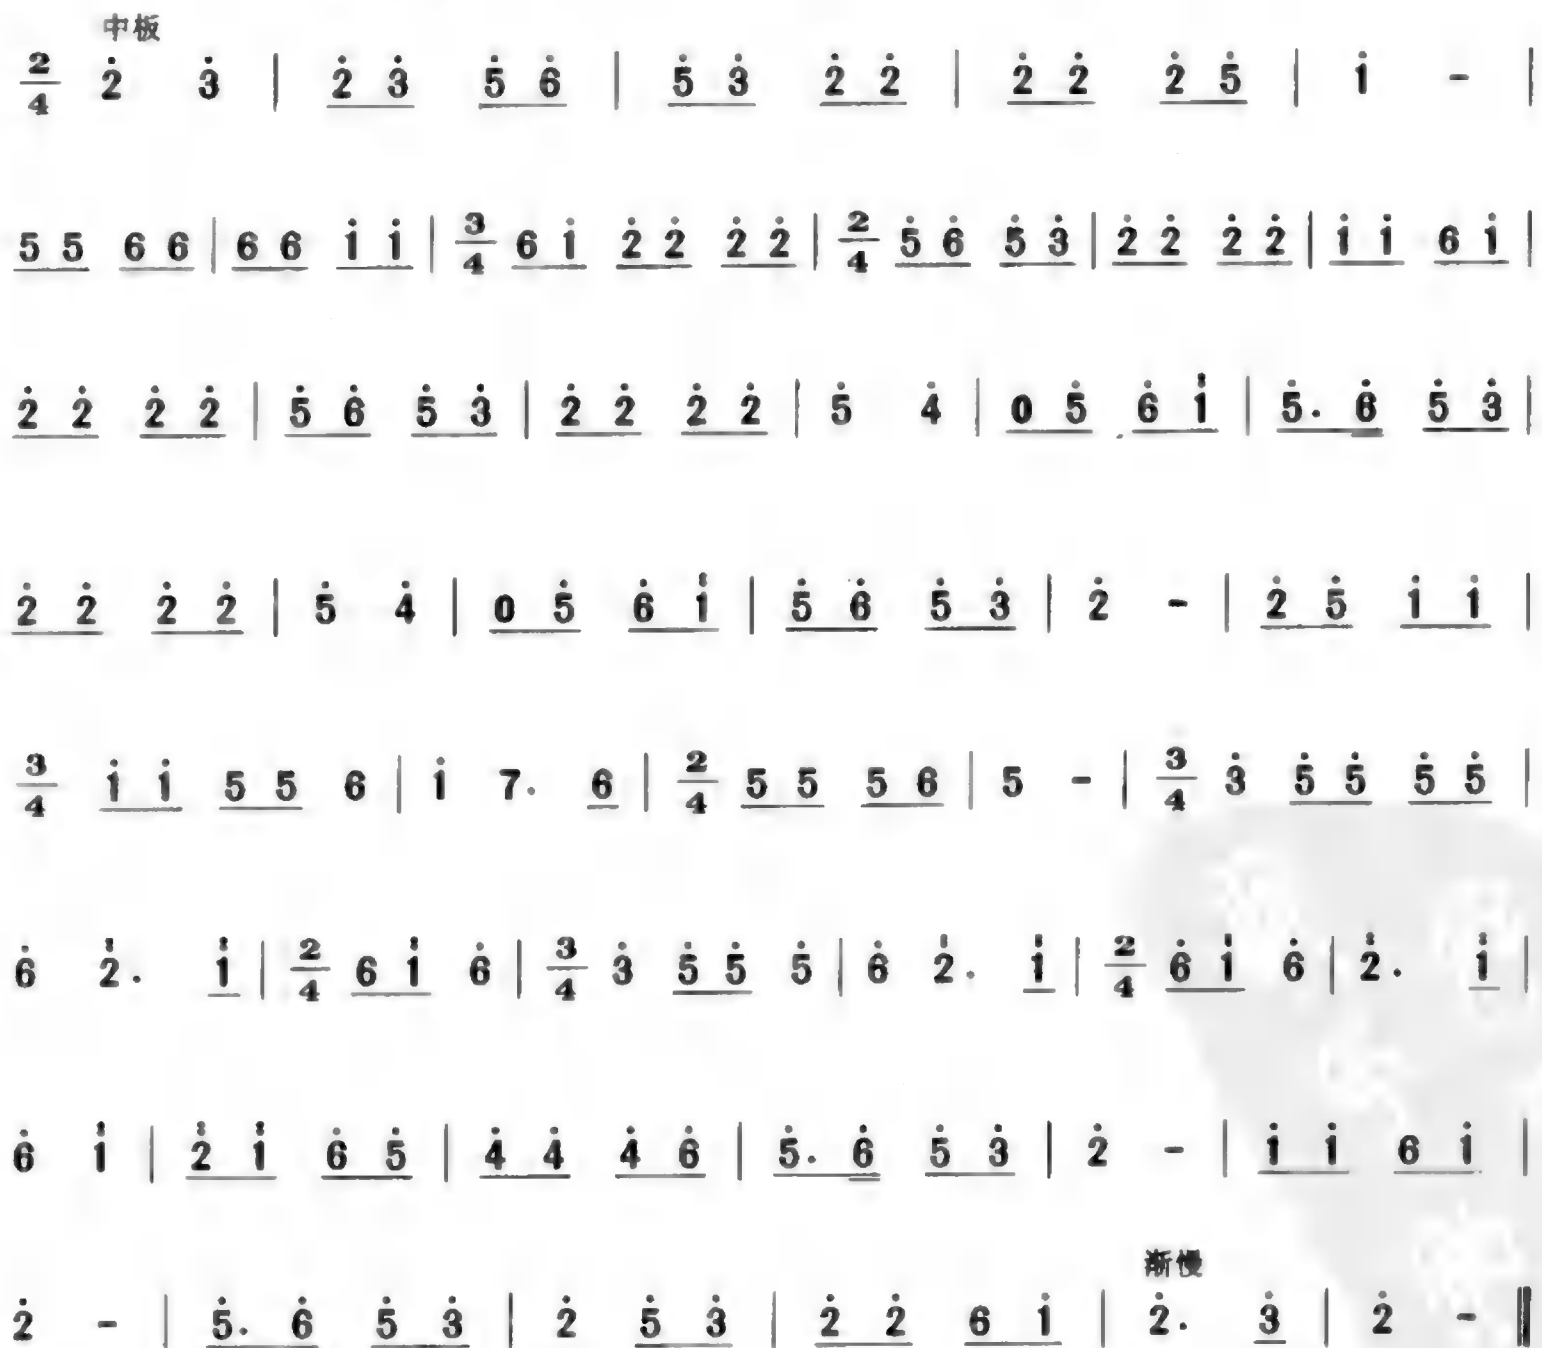 中板
2/4 2̇ 3̇ | 2̇ 3̇ 5̇ 6̇ | 5̇ 3̇ 2̇ 2̇ | 2̇ 2̇ 2̇ 5̇ | 1̇ - |
5 5 6 6 | 6 6 1̇ 1̇ | 3/4 6 1̇ 2̇ 2̇ 2̇ 2̇ | 2/4 5̇ 6̇ 5̇ 3̇ | 2̇ 2̇ 2̇ 2̇ | 1̇ 1̇ 6 1̇ |
2̇ 2̇ 2̇ 2̇ | 5̇ 6̇ 5̇ 3̇ | 2̇ 2̇ 2̇ 2̇ | 5̇ 4̇ | 0 5̇ 6̇ 1̈ | 5̇. 6̇ 5̇ 3̇ |
2̇ 2̇ 2̇ 2̇ | 5̇ 4̇ | 0 5̇ 6̇ 1̈ | 5̇ 6̇ 5̇ 3̇ | 2̇ - | 2̇ 5̇ 1̇ 1̇ |
3/4 1̇ 1̇ 5 5 6 | 1̇ 7. 6 | 2/4 5 5 5 6 | 5 - | 3/4 3̇ 5̇ 5̇ 5̇ 5̇ |
6̇ 2̈. 1̈ | 2/4 6 1̈ 6̇ | 3/4 3̇ 5̇ 5̇ 5̇ | 6̇ 2̈. 1̈ | 2/4 6̇ 1̈ 6̇ | 2̈. 1̈ |
6̇ 1̈ | 2̈ 1̈ 6̇ 5̇ | 4̇ 4̇ 4̇ 6̇ | 5̇. 6̇ 5̇ 3̇ | 2̇ - | 1̇ 1̇ 6 1̇ |
渐慢
2̇ - | 5̇. 6̇ 5̇ 3̇ | 2̇ 5̇ 3̇ | 2̇ 2̇ 6 1̇ | 2̇. 3̇ | 2̇ - ‖